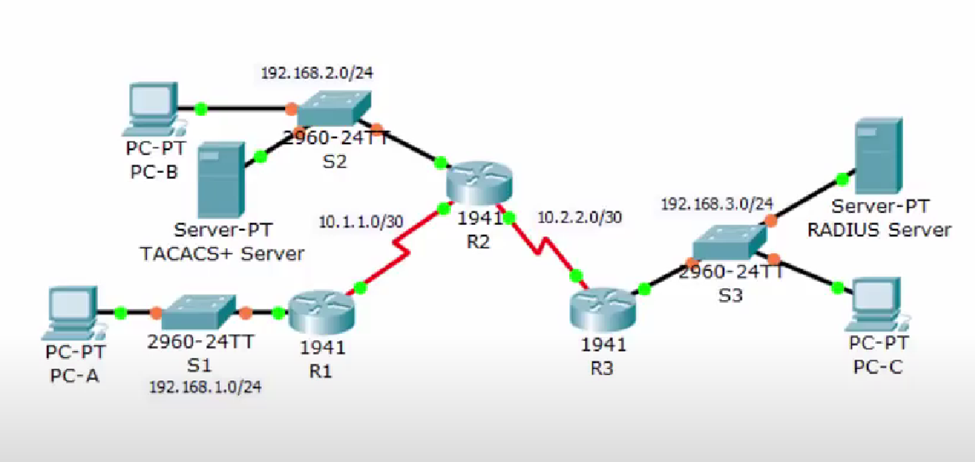 192.168.2.0/24
PC-PT
PC-B
2960-24TT
S2
Server-PT
TACACS+ Server
10.1.1.0/30
1941
R2
10.2.2.0/30
192.168.3.0/24
Server-PT
RADIUS Server
2960-24TT
S3
PC-PT
PC-A
2960-24TT
S1
192.168.1.0/24
1941
R1
1941
R3
PC-PT
PC-C